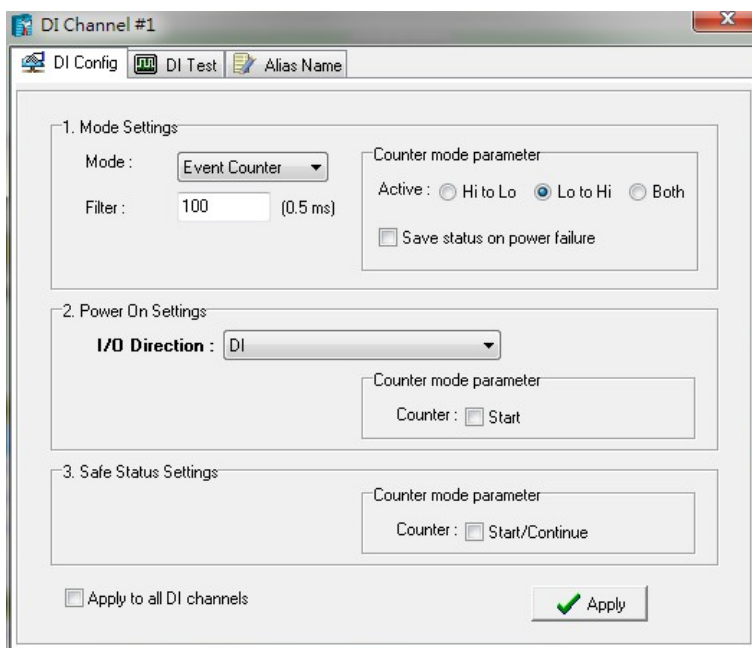 DI Channel #1
DI Config DI Test Alias Name
1. Mode Settings
Mode : Event Counter
Filter : 100 (0.5 ms)
Counter mode parameter
Active : Hi to Lo Lo to Hi Both
Save status on power failure
2. Power On Settings
I/O Direction : DI
Counter mode parameter
Counter : Start
3. Safe Status Settings
Counter mode parameter
Counter : Start/Continue
Apply to all DI channels
Apply